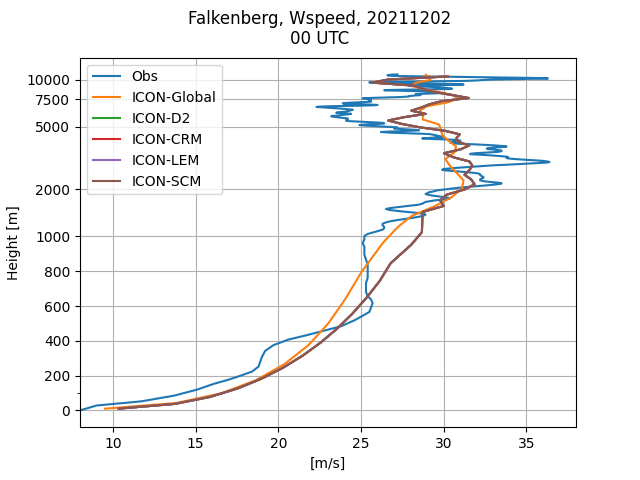 Falkenberg, Wspeed, 20211202
00 UTC
Obs
ICON-Global
ICON-D2
ICON-CRM
ICON-LEM
ICON-SCM
10000
7500
5000
2000
1000
800
600
400
200
0
Height [m]
10 15 20 25 30 35
[m/s]